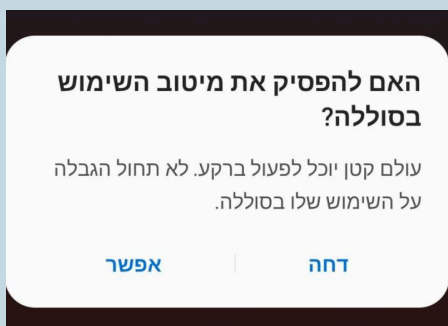 האם להפסיק את מיטוב השימוש
בסוללה?
עולם קטן יוכל לפעול ברקע. לא תחול הגבלה
על השימוש שלו בסוללה.
דחה
אפשר